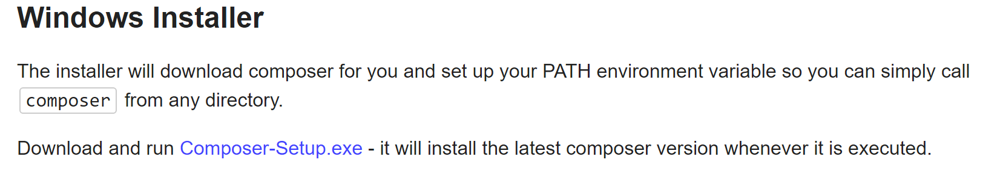 Windows Installer
The installer will download composer for you and set up your PATH environment variable so you can simply call
composer from any directory.
Download and run Composer-Setup.exe - it will install the latest composer version whenever it is executed.